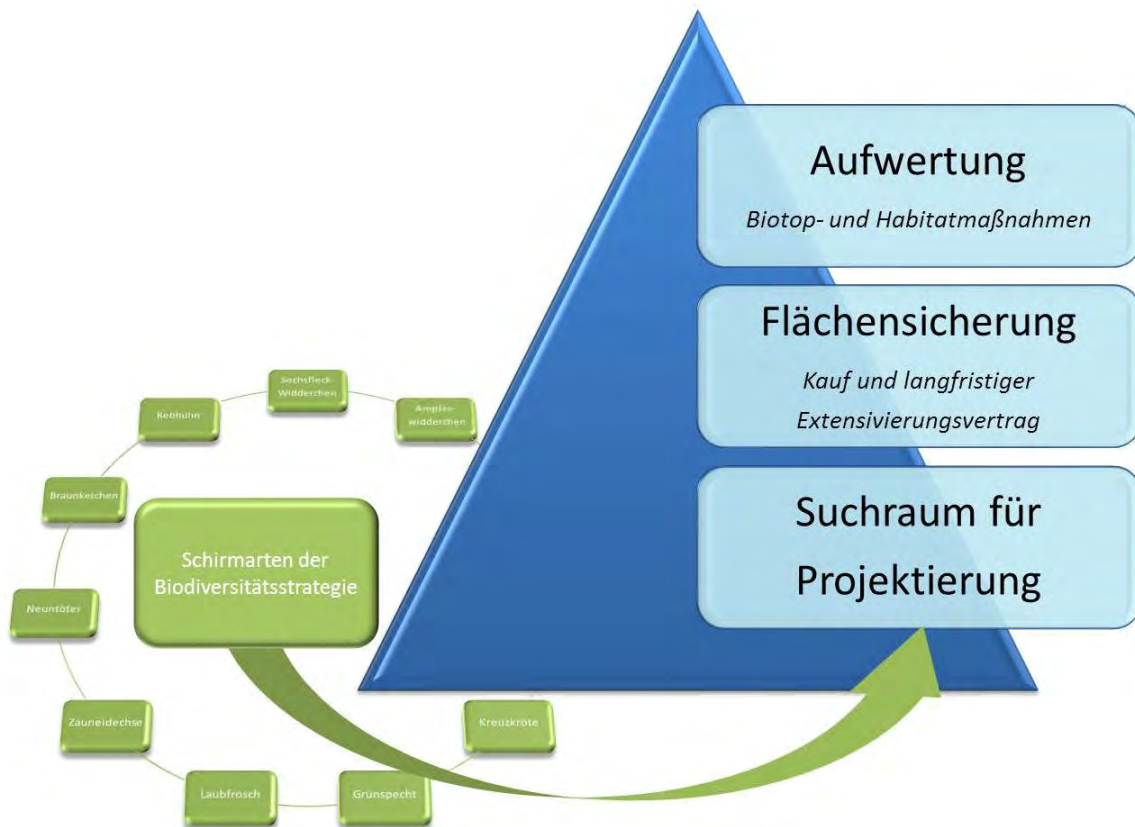 Aufwertung
Biotop- und Habitatmaßnahmen
Flächensicherung
Kauf und langfristiger
Extensivierungsvertrag
Suchraum für
Projektierung
Schirmarten der
Biodiversitätsstrategie
Sechsfleck-
Widderchen
Ampfer-
widderchen
Rebhuhn
Braunkelchen
Neuntöter
Zauneidechse
Laubfrosch
Grünspecht
Kreuzkröte